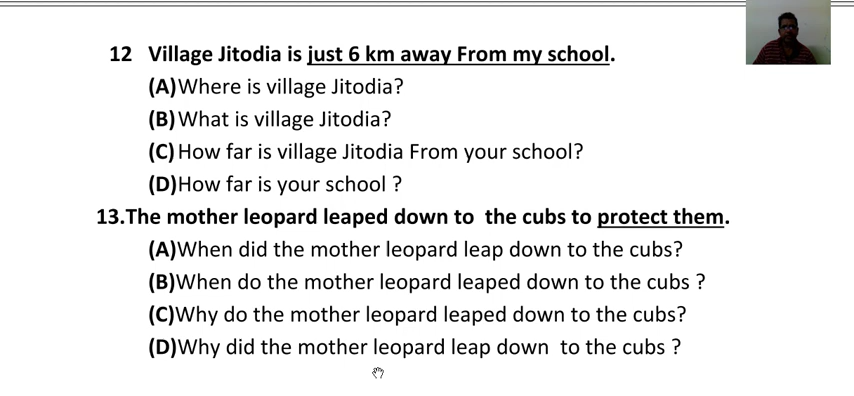 12 Village Jitodia is just 6 km away From my school.
(A)Where is village Jitodia?
(B)What is village Jitodia?
(C)How far is village Jitodia From your school?
(D)How far is your school ?
13.The mother leopard leaped down to the cubs to protect them.
(A)When did the mother leopard leap down to the cubs?
(B)When do the mother leopard leaped down to the cubs ?
(C)Why do the mother leopard leaped down to the cubs?
(D)Why did the mother leopard leap down to the cubs ?